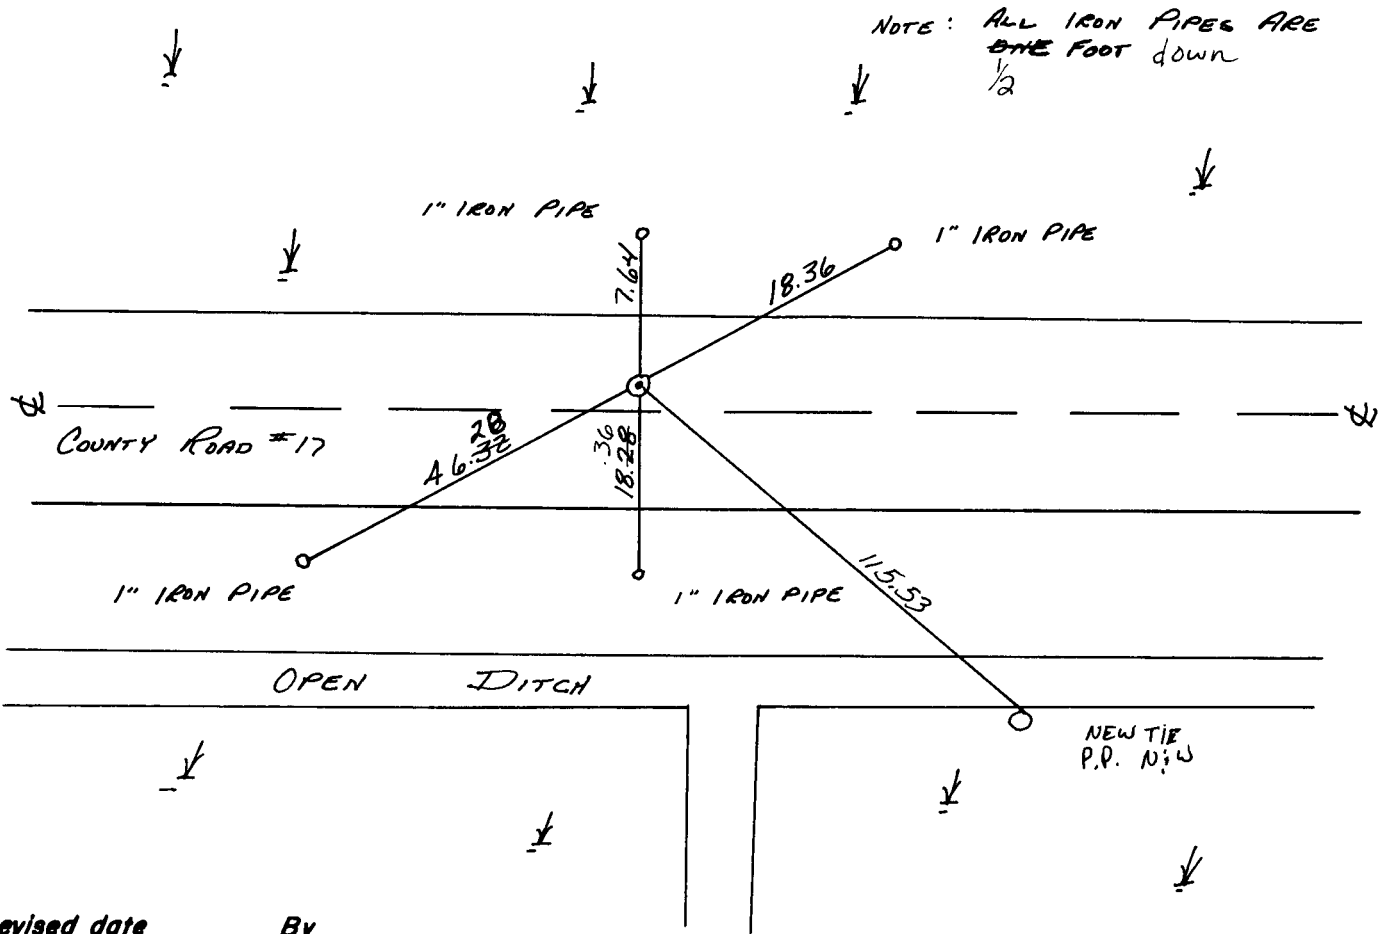 NOTE: ALL IRON PIPES ARE
ONE FOOT down
1/2
1" IRON PIPE
1" IRON PIPE
7.64
18.36
COUNTY ROAD #17
28
46.32
.36
18.28
1" IRON PIPE
1" IRON PIPE
115.53
OPEN DITCH
NEW TIE
P.P. N;W
evised date By